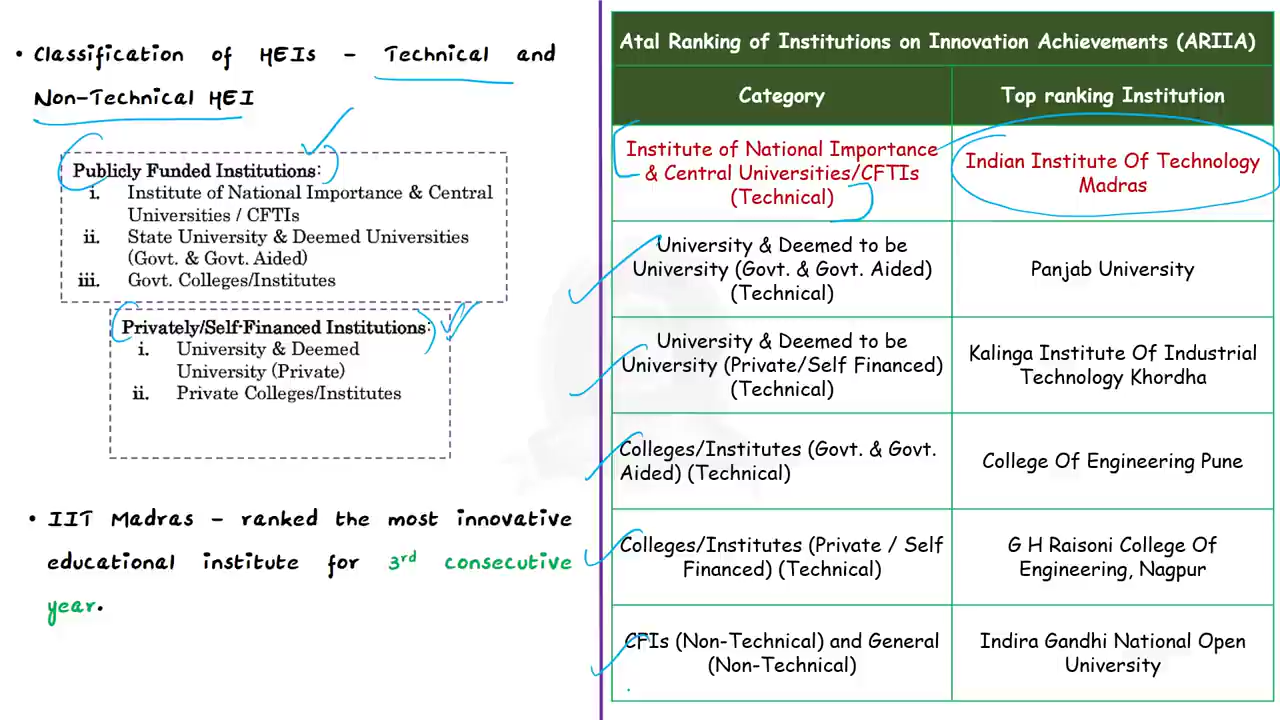 • Classification of HEIs – Technical and
Non-Technical HEI
Publicly Funded Institutions:
i. Institute of National Importance & Central
Universities / CFTIs
ii. State University & Deemed Universities
(Govt. & Govt. Aided)
iii. Govt. Colleges/Institutes
Privately/Self-Financed Institutions:
i. University & Deemed
University (Private)
ii. Private Colleges/Institutes
• IIT Madras – ranked the most innovative
educational institute for 3rd consecutive
year.
Atal Ranking of Institutions on Innovation Achievements (ARIIA)
Category
Top ranking Institution
Institute of National Importance
& Central Universities/CFTIs
(Technical)
Indian Institute Of Technology
Madras
University & Deemed to be
University (Govt. & Govt. Aided)
(Technical)
Panjab University
University & Deemed to be
University (Private/Self Financed)
(Technical)
Kalinga Institute Of Industrial
Technology Khordha
Colleges/Institutes (Govt. & Govt.
Aided) (Technical)
College Of Engineering Pune
Colleges/Institutes (Private / Self
Financed) (Technical)
G H Raisoni College Of
Engineering, Nagpur
CFIs (Non-Technical) and General
(Non-Technical)
Indira Gandhi National Open
University